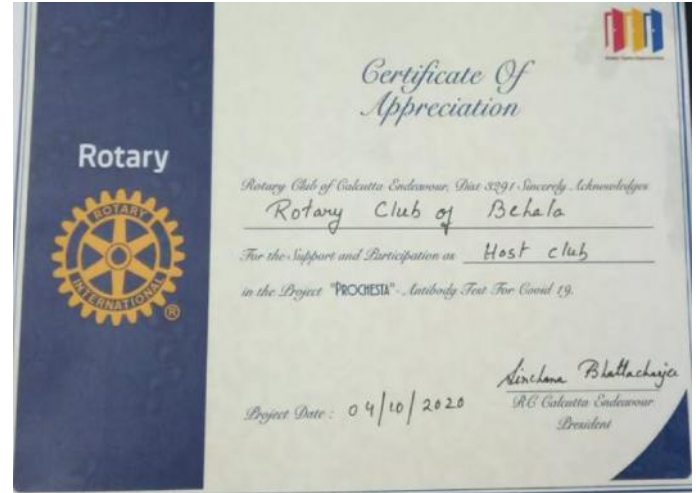 Certificate Of
Appreciation
Rotary
ROTARY
INTERNATIONAL
®
Rotary Club of Calcutta Endeavour, Dist 3291 Sincerely Acknowledges
Rotary Club of Behala
For the Support and Participation as Host club
in the Project "PROCHESTA"- Antibody Test For Covid 19.
Project Date : 04/10/2020
Bhattacharjee
RC Calcutta Endeavour
President